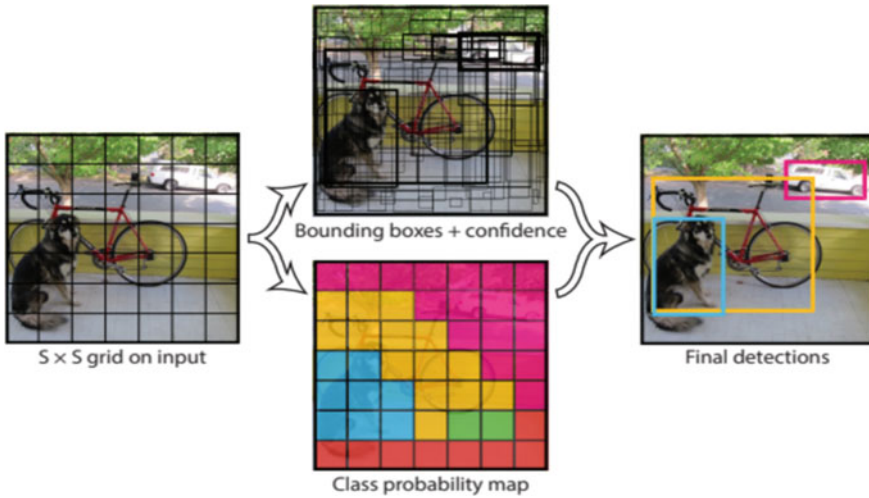 Bounding boxes + confidence
S × S grid on input
Final detections
Class probability map